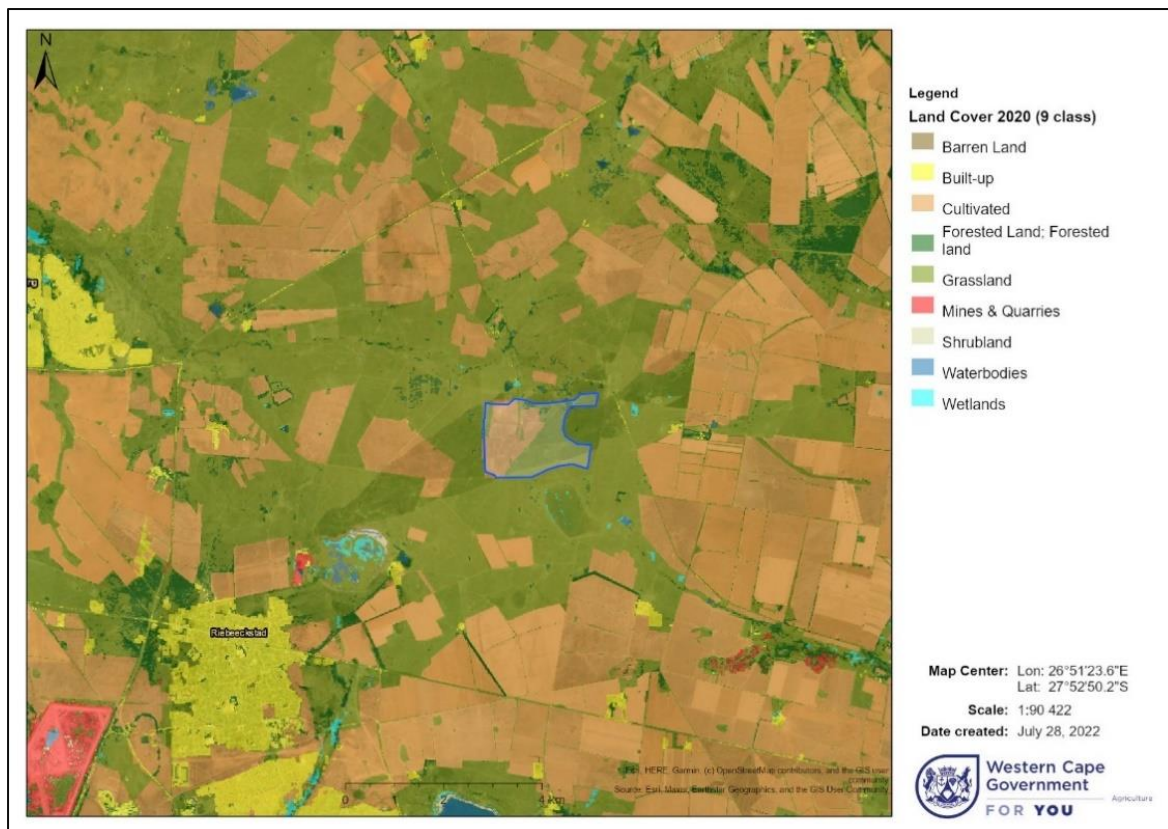 N
Legend
Land Cover 2020 (9 class)
Barren Land
Built-up
Cultivated
Forested Land; Forested
land
Grassland
Mines & Quarries
Shrubland
Waterbodies
Wetlands
Riebeeckstad
HERE, Garmin, (c) OpenStreetMap contributors, and the GIS user
community
Source: Esri, Maxar, Earthstar Geographics, and the GIS User Community
0 2 4 km
Map Center: Lon: 26°51'23.6"E
Lat: 27°52'50.2"S
Scale: 1:90 422
Date created: July 28, 2022
Western Cape
Government
Agriculture
FOR YOU